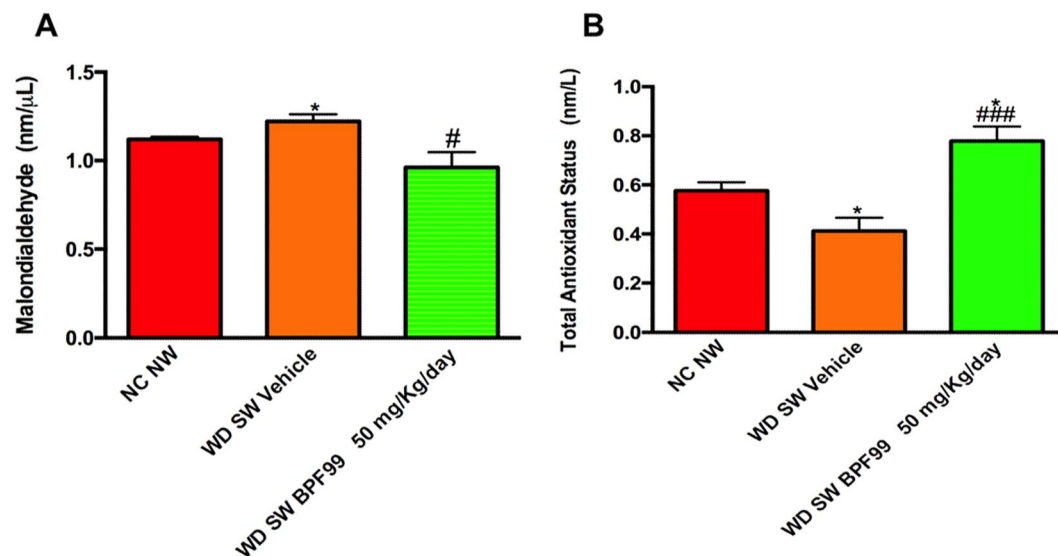 A
Malondialdehyde (nm/µL)
1.5
1.0
0.5
0.0
*
#
NC NW
WD SW Vehicle
WD SW BPF99 50 mg/Kg/day
B
Total Antioxidant Status (nm/L)
1.0
0.8
0.6
0.4
0.2
0.0
*
*
###
NC NW
WD SW Vehicle
WD SW BPF99 50 mg/Kg/day